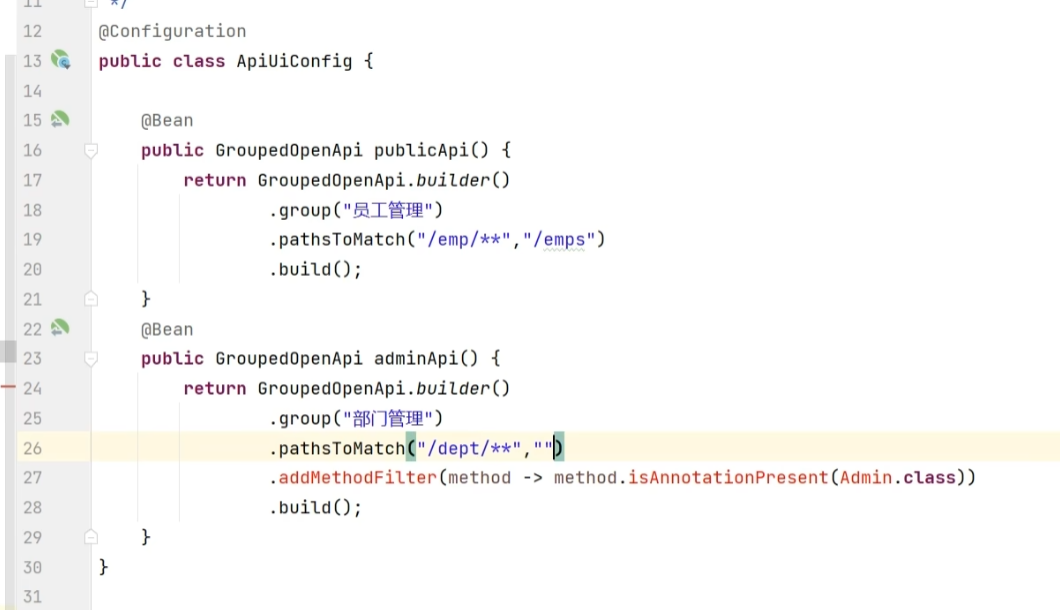 11 */
12 @Configuration
13 public class ApiUiConfig {
14
15 @Bean
16 public GroupedOpenApi publicApi() {
17 return GroupedOpenApi.builder()
18 .group("员工管理")
19 .pathsToMatch("/emp/**","/emps")
20 .build();
21 }
22 @Bean
23 public GroupedOpenApi adminApi() {
24 return GroupedOpenApi.builder()
25 .group("部门管理")
26 .pathsToMatch("/dept/**","")
27 .addMethodFilter(method -> method.isAnnotationPresent(Admin.class))
28 .build();
29 }
30 }
31